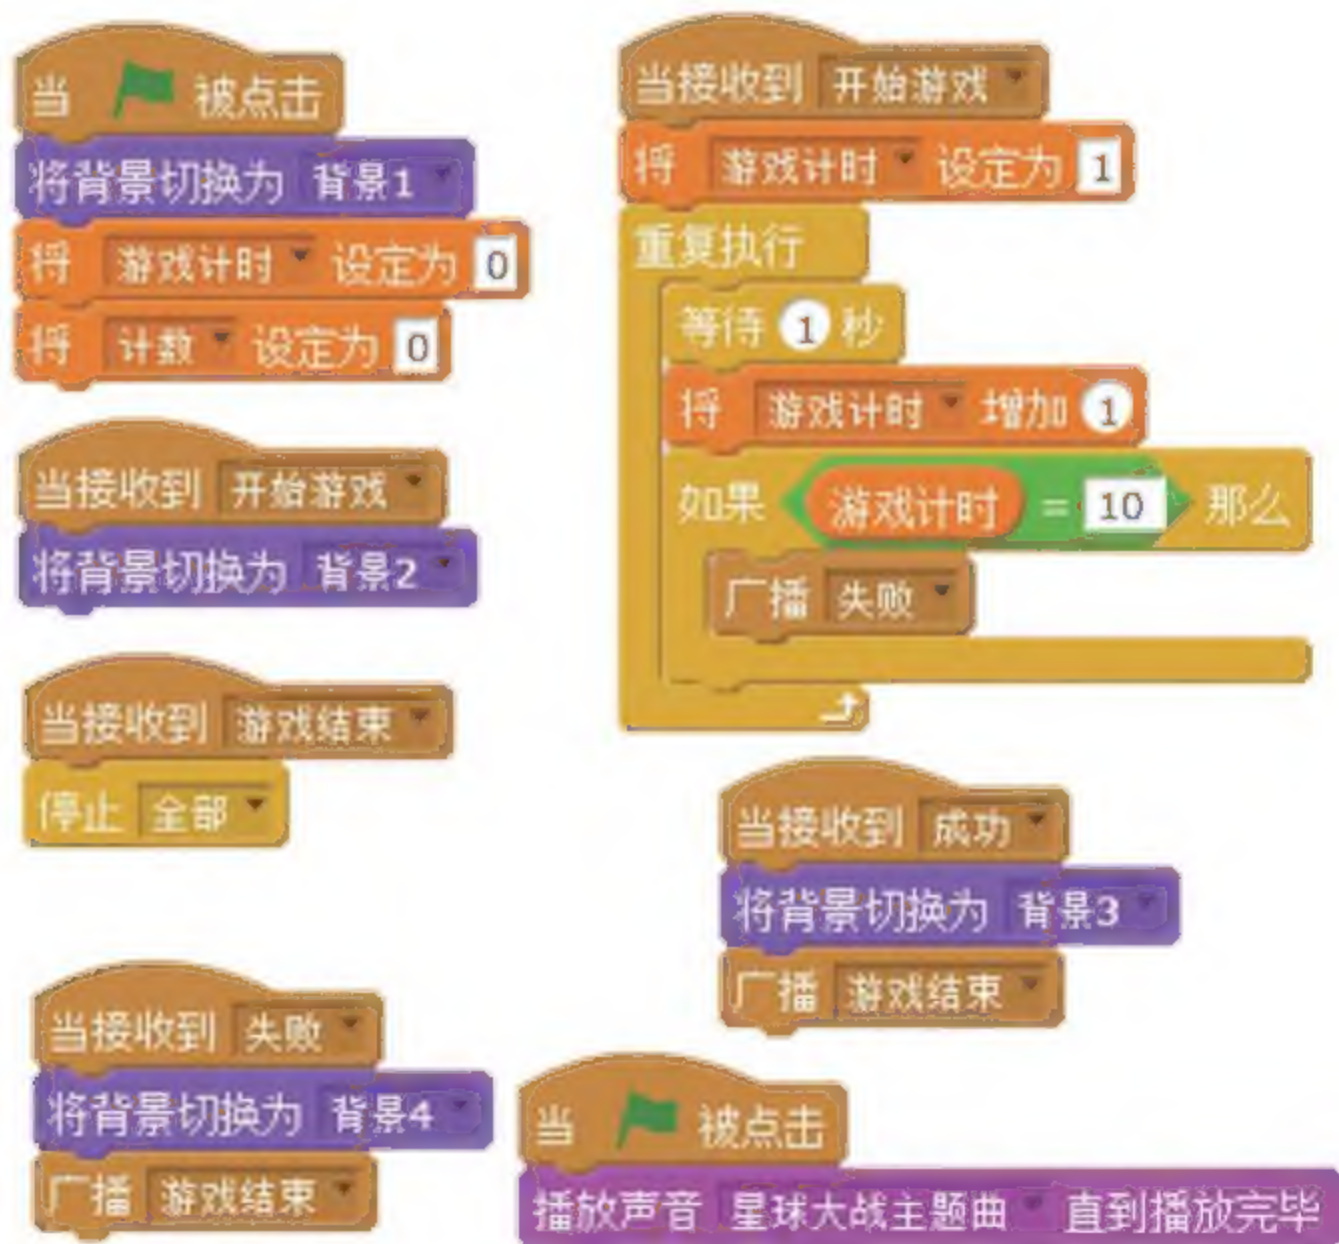 当 被点击
将背景切换为 背景1
将 游戏计时 设定为 0
将 计数 设定为 0
当接收到 开始游戏
将背景切换为 背景2
当接收到 游戏结束
停止 全部
当接收到 失败
将背景切换为 背景4
广播 游戏结束
当接收到 开始游戏
将 游戏计时 设定为 1
重复执行
等待 1 秒
将 游戏计时 增加 1
如果 游戏计时 = 10 那么
广播 失败
当接收到 成功
将背景切换为 背景3
广播 游戏结束
当 被点击
播放声音 星球大战主题曲 直到播放完毕